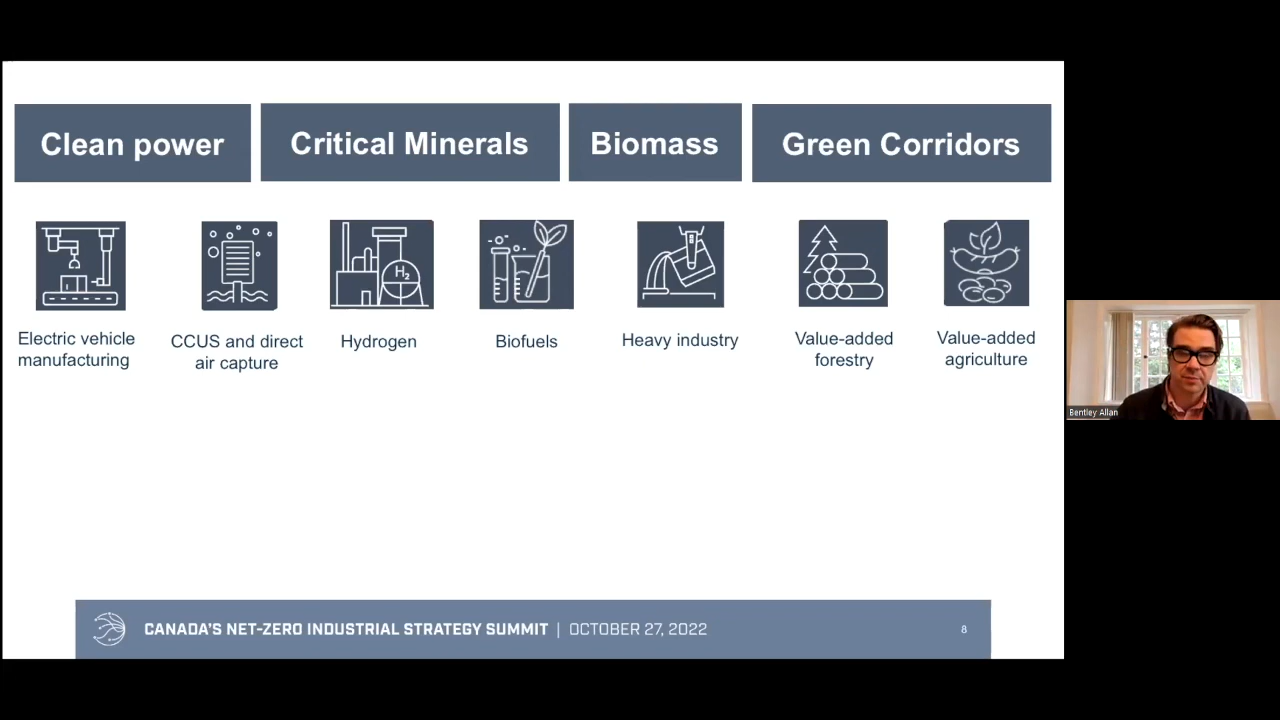 Clean power
Critical Minerals
Biomass
Green Corridors
H2
Electric vehicle
manufacturing
CCUS and direct
air capture
Hydrogen
Biofuels
Heavy industry
Value-added
forestry
Value-added
agriculture
Bentley Allan
CANADA'S NET-ZERO INDUSTRIAL STRATEGY SUMMIT | OCTOBER 27, 2022
8